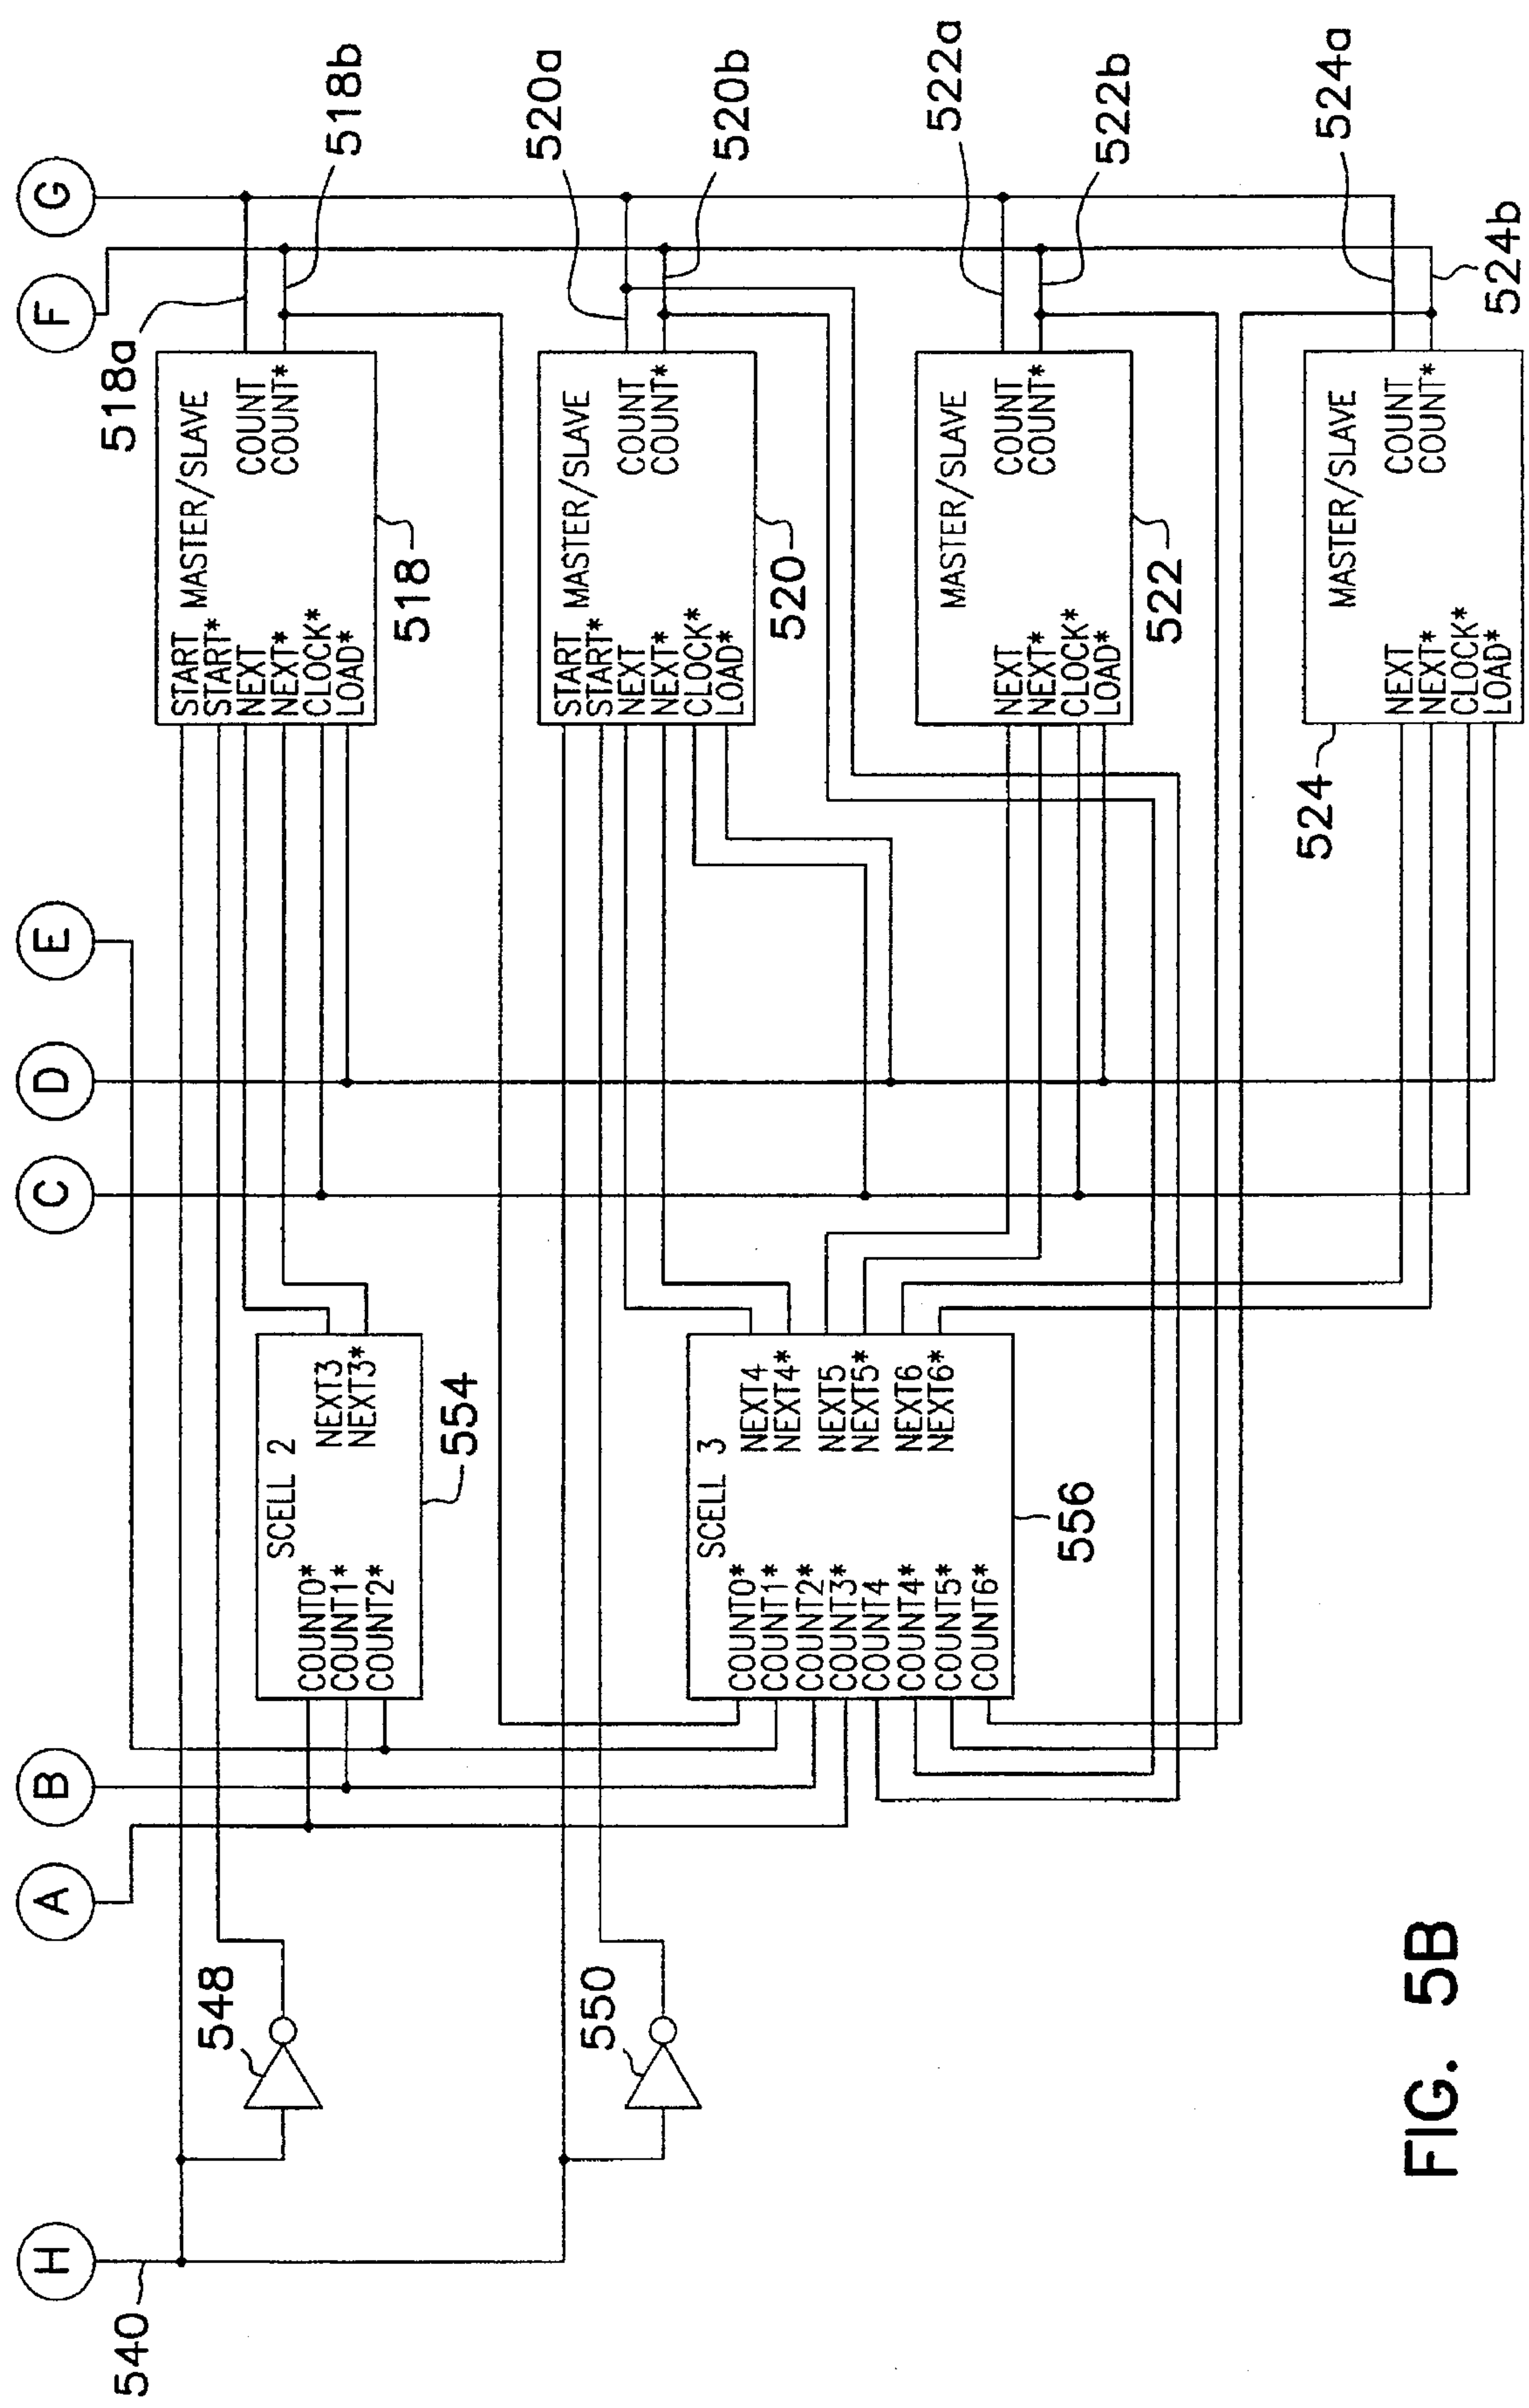 H
A
B
C
D
E
F
G
540
548
550
SCELL 2
COUNT0*
COUNT1*
COUNT2*
NEXT3
NEXT3*
554
SCELL 3
COUNT0*
COUNT1*
COUNT2*
COUNT3*
COUNT4
COUNT4*
COUNT5*
COUNT6*
NEXT4
NEXT4*
NEXT5
NEXT5*
NEXT6
NEXT6*
556
START
START*
NEXT
NEXT*
CLOCK*
LOAD*
MASTER/SLAVE
COUNT
COUNT*
518
518a
518b
START
START*
NEXT
NEXT*
CLOCK*
LOAD*
MASTER/SLAVE
COUNT
COUNT*
520
520a
520b
NEXT
NEXT*
CLOCK*
LOAD*
MASTER/SLAVE
COUNT
COUNT*
522
522a
522b
NEXT
NEXT*
CLOCK*
LOAD*
MASTER/SLAVE
COUNT
COUNT*
524
524a
524b
FIG. 5B